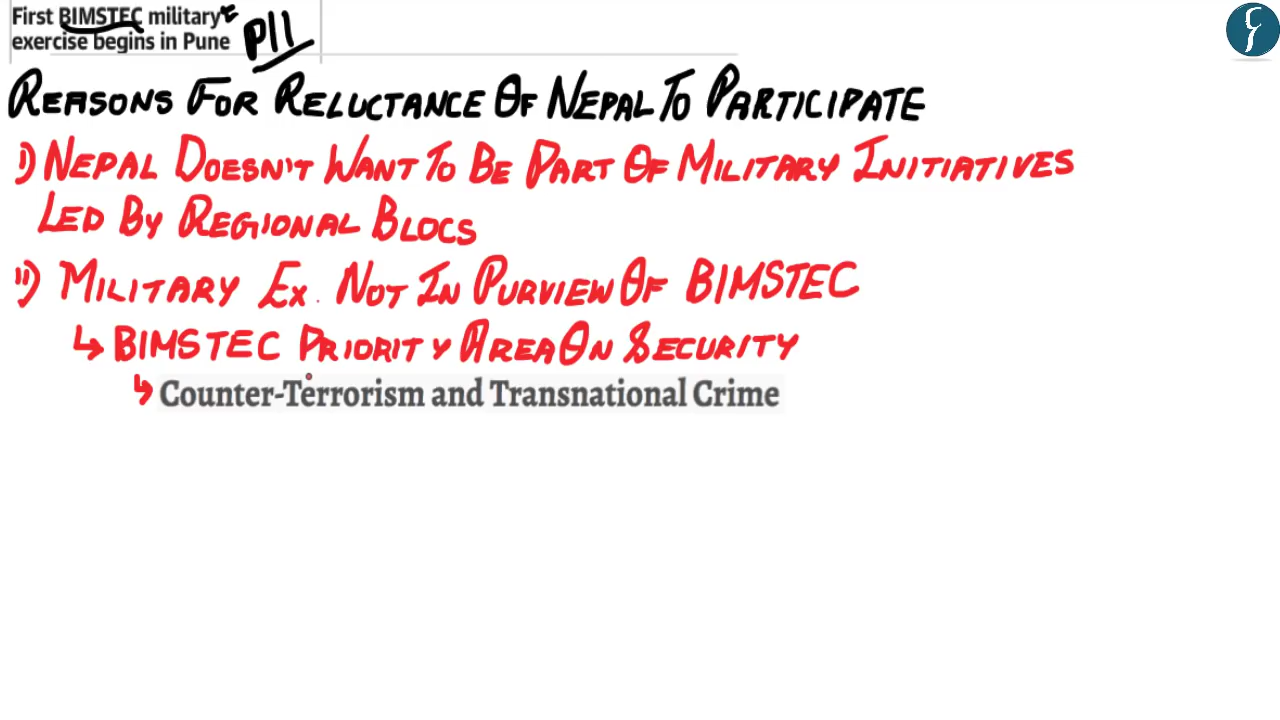 First BIMSTEC military
exercise begins in Pune
P11
REASONS FOR RELUCTANCE OF NEPAL TO PARTICIPATE
i) NEPAL DOESN'T WANT TO BE PART OF MILITARY INITIATIVES
LED BY REGIONAL BLOCS
ii) MILITARY EX. NOT IN PURVIEW OF BIMSTEC
↳ BIMSTEC PRIORITY AREA ON SECURITY
↳ Counter-Terrorism and Transnational Crime